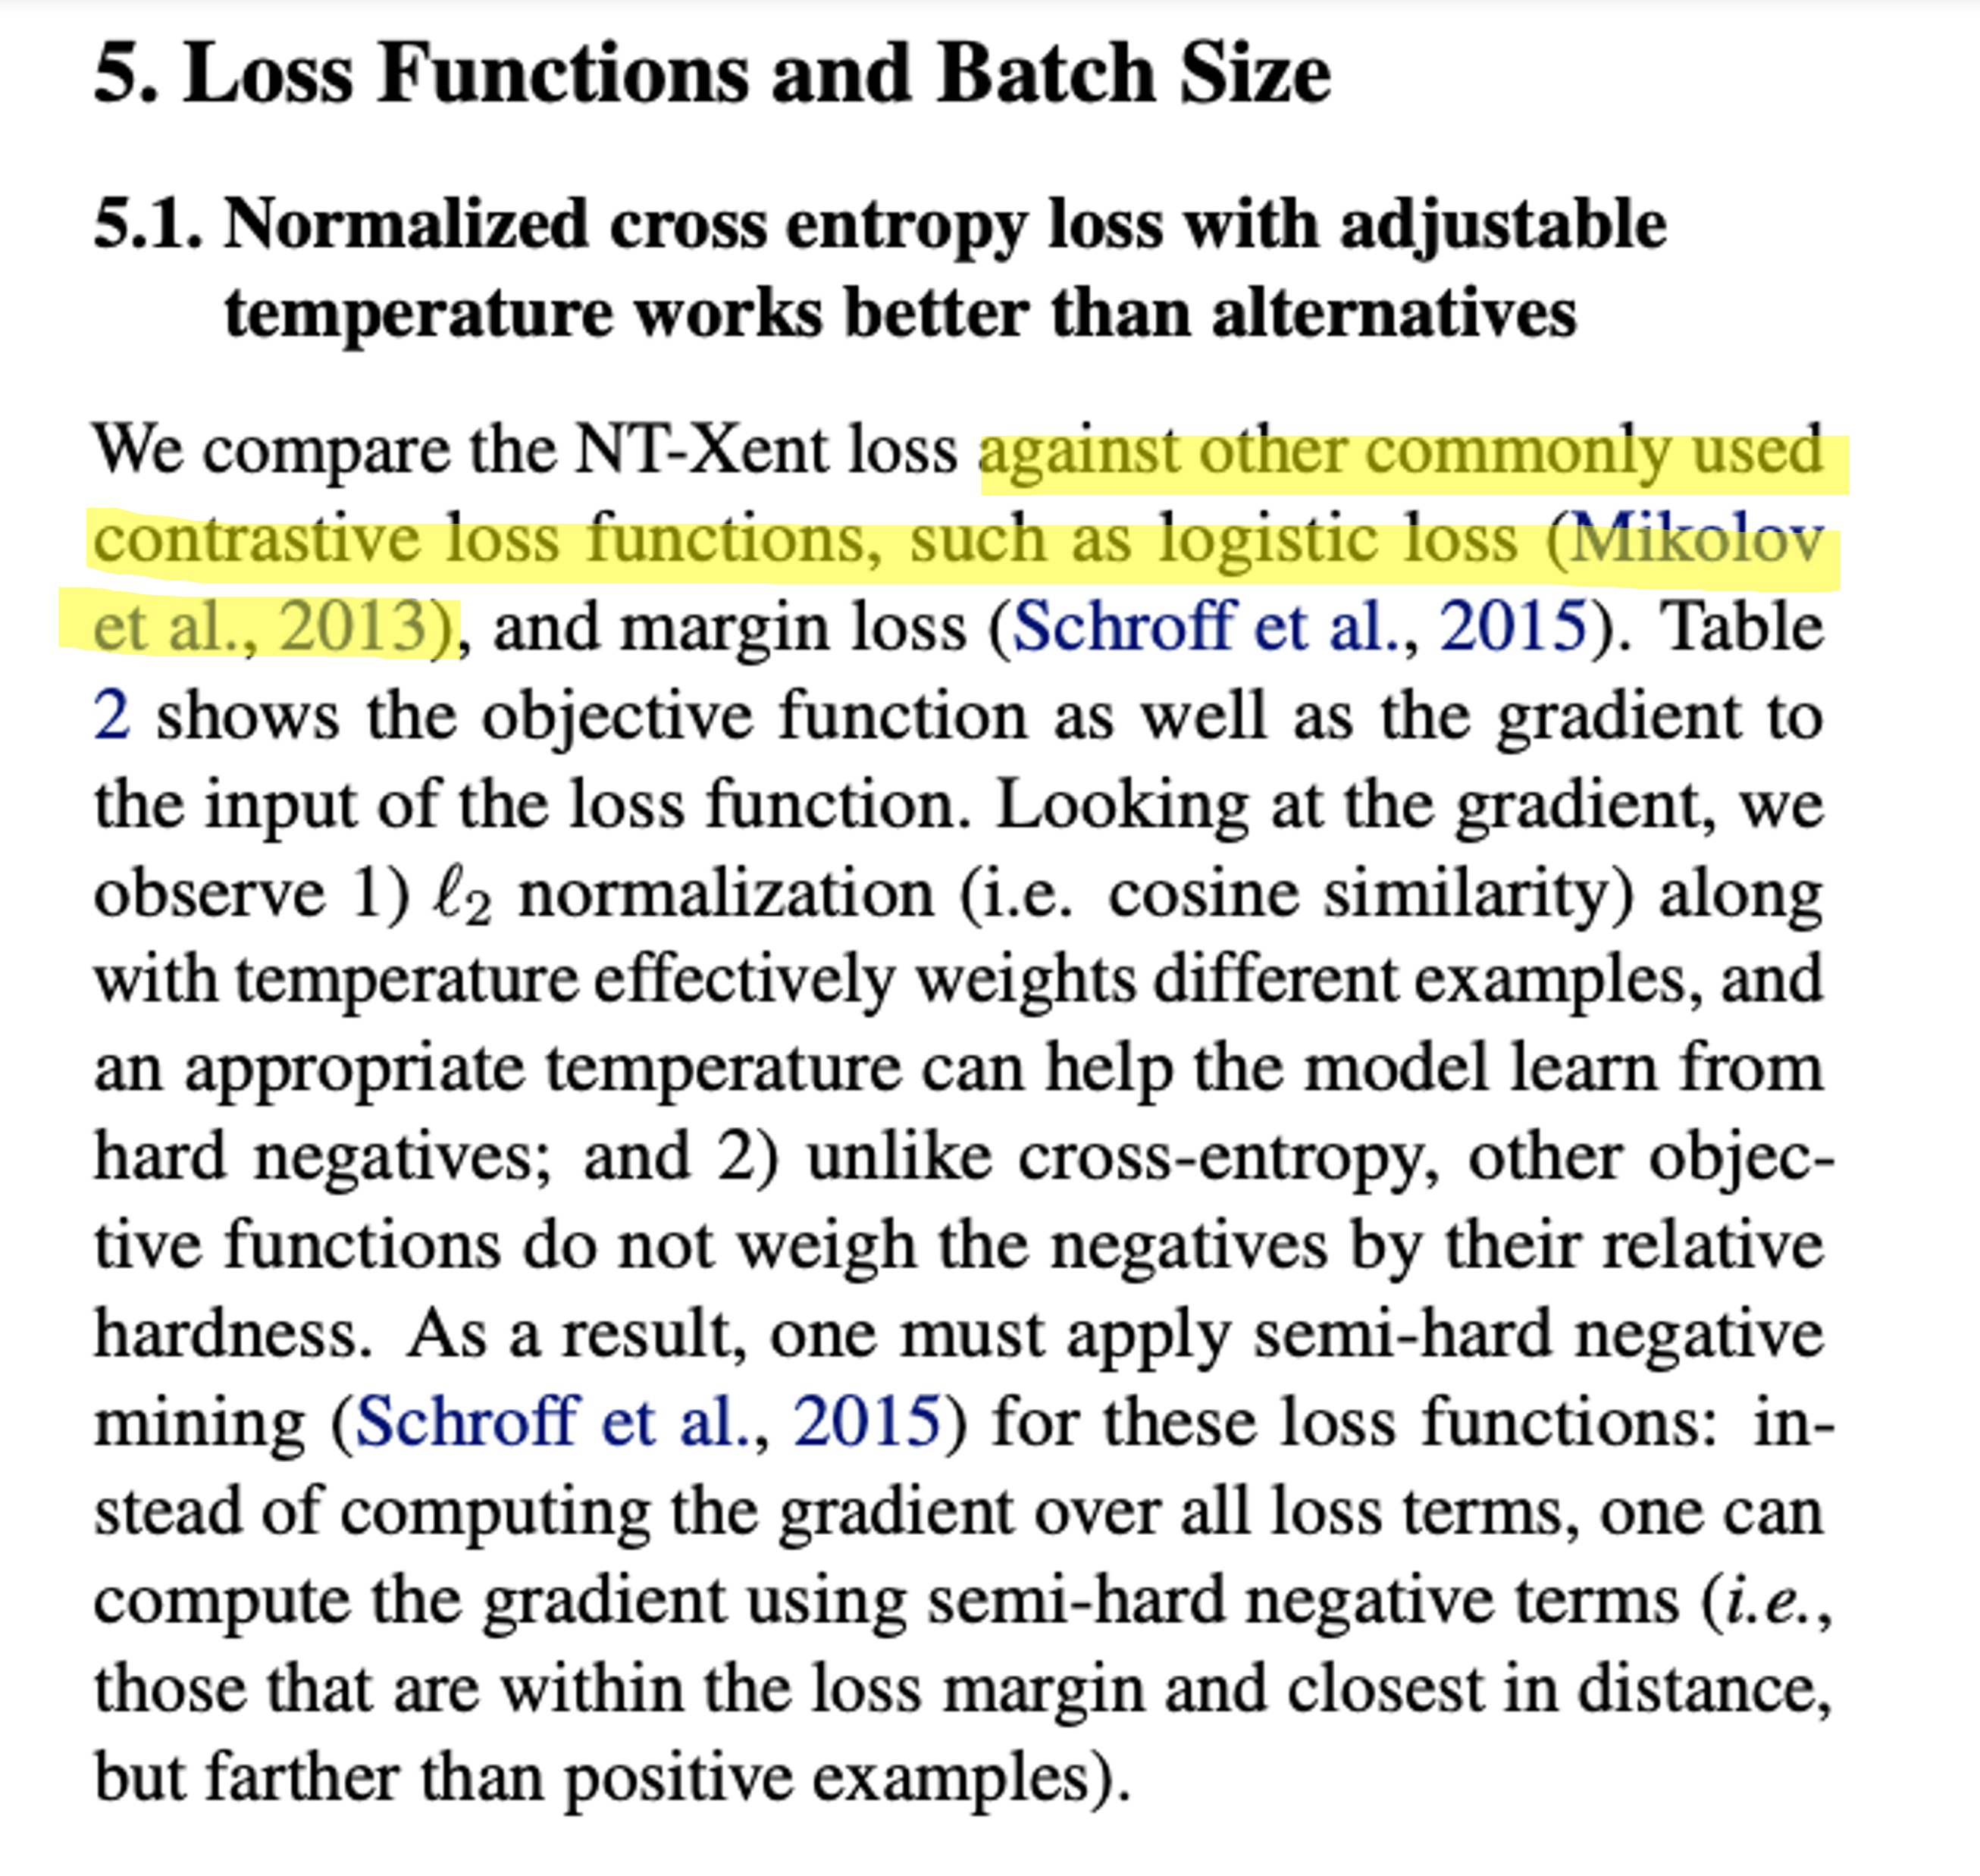 5. Loss Functions and Batch Size
5.1. Normalized cross entropy loss with adjustable
temperature works better than alternatives
We compare the NT-Xent loss against other commonly used
contrastive loss functions, such as logistic loss (Mikolov
et al., 2013), and margin loss (Schroff et al., 2015). Table
2 shows the objective function as well as the gradient to
the input of the loss function. Looking at the gradient, we
observe 1) ℓ₂ normalization (i.e. cosine similarity) along
with temperature effectively weights different examples, and
an appropriate temperature can help the model learn from
hard negatives; and 2) unlike cross-entropy, other objec-
tive functions do not weigh the negatives by their relative
hardness. As a result, one must apply semi-hard negative
mining (Schroff et al., 2015) for these loss functions: in-
stead of computing the gradient over all loss terms, one can
compute the gradient using semi-hard negative terms (i.e.,
those that are within the loss margin and closest in distance,
but farther than positive examples).